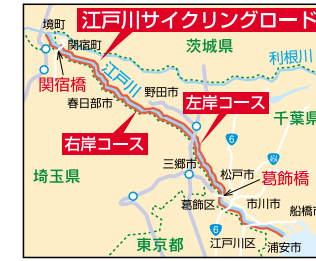 江戸川サイクリングロード
境町
関宿町
茨城県
利根川
関宿橋
江戸川
野田市
春日部市
左岸コース
千葉県
右岸コース
6
三郷市
松戸市
葛飾橋
埼玉県
葛飾区
市川市
船橋
6
東京都
江戸川区
浦安市